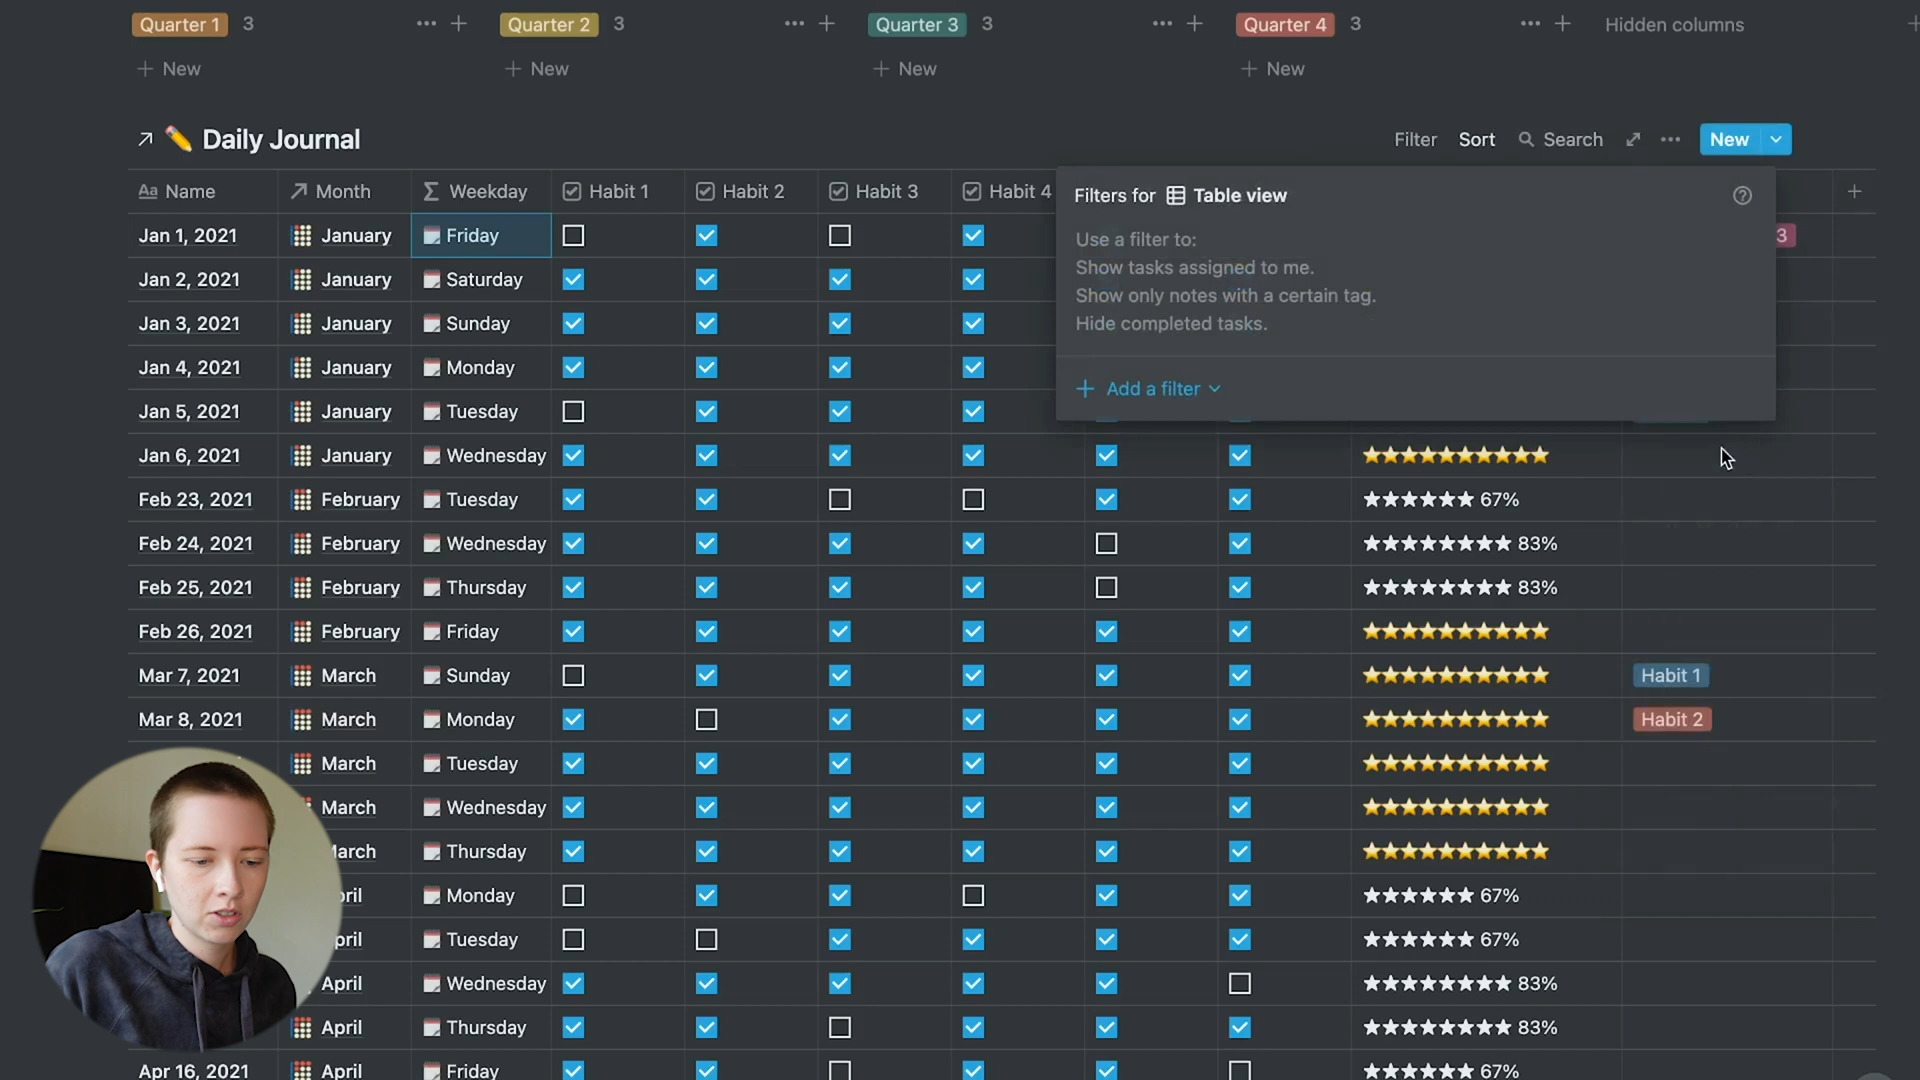 Quarter 1 3 ••• + Quarter 2 3 ••• + Quarter 3 3 ••• + Quarter 4 3 ••• + Hidden columns +
+ New + New + New + New
Daily Journal Filter Sort Search ••• New
Aa Name Month Σ Weekday Habit 1 Habit 2 Habit 3 Habit 4 +
Filters for Table view
Jan 1, 2021 January Friday 3
Use a filter to:
Show tasks assigned to me.
Jan 2, 2021 January Saturday
Show only notes with a certain tag.
Jan 3, 2021 January Sunday
Hide completed tasks.
Jan 4, 2021 January Monday
+ Add a filter
Jan 5, 2021 January Tuesday
Jan 6, 2021 January Wednesday ⭐⭐⭐⭐⭐⭐⭐⭐⭐⭐
Feb 23, 2021 February Tuesday ★★★★★★ 67%
Feb 24, 2021 February Wednesday ★★★★★★★★ 83%
Feb 25, 2021 February Thursday ★★★★★★★★ 83%
Feb 26, 2021 February Friday ⭐⭐⭐⭐⭐⭐⭐⭐⭐⭐
Mar 7, 2021 March Sunday ⭐⭐⭐⭐⭐⭐⭐⭐⭐⭐ Habit 1
Mar 8, 2021 March Monday ⭐⭐⭐⭐⭐⭐⭐⭐⭐⭐ Habit 2
March Tuesday ⭐⭐⭐⭐⭐⭐⭐⭐⭐⭐
March Wednesday ⭐⭐⭐⭐⭐⭐⭐⭐⭐⭐
March Thursday ⭐⭐⭐⭐⭐⭐⭐⭐⭐⭐
pril Monday ★★★★★★ 67%
pril Tuesday ★★★★★★ 67%
April Wednesday ★★★★★★★★ 83%
April Thursday ★★★★★★★★ 83%
Apr 16, 2021 April Friday ★★★★★★ 67%